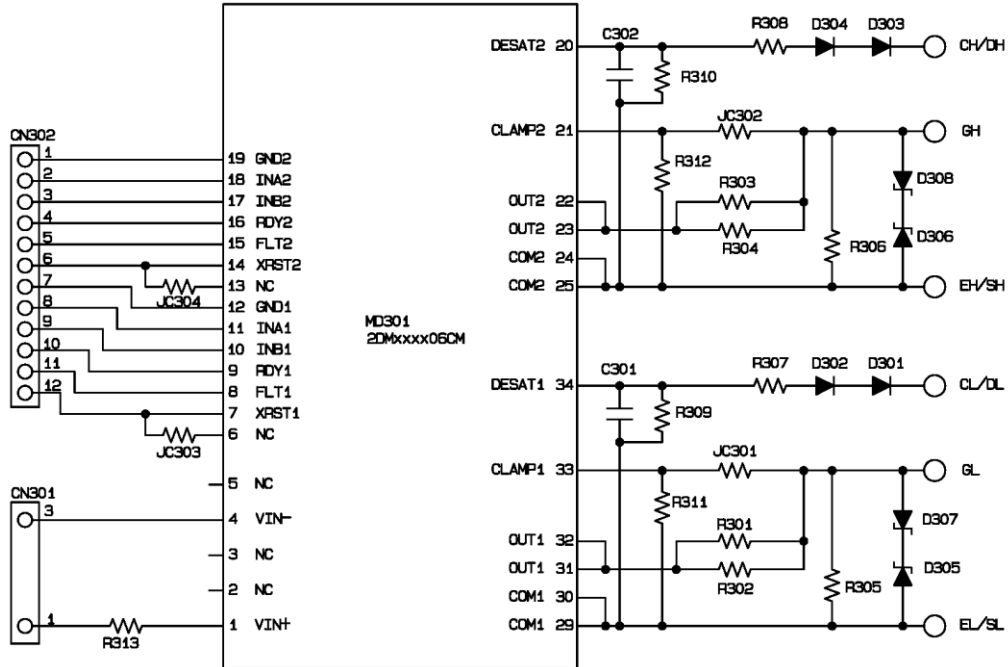 CN302
1
2
3
4
5
6
7
8
9
10
11
12
JC304
JC303
CN301
3
1
R313
19 GND2
18 INA2
17 INB2
16 RDY2
15 FLT2
14 XRST2
13 NC
12 GND1
11 INA1
10 INB1
9 RDY1
8 FLT1
7 XRST1
6 NC
5 NC
4 VIN-
3 NC
2 NC
1 VIN+
MD301
2DMxxxx06CM
DESAT2 20
CLAMP2 21
OUT2 22
OUT2 23
COM2 24
COM2 25
DESAT1 34
CLAMP1 33
OUT1 32
OUT1 31
COM1 30
COM1 29
C302
R310
R308
D304
D303
CH/DH
JC302
GH
R312
R303
R304
R306
D308
D306
EH/SH
C301
R309
R307
D302
D301
CL/DL
JC301
GL
R311
R301
R302
R305
D307
D305
EL/SL